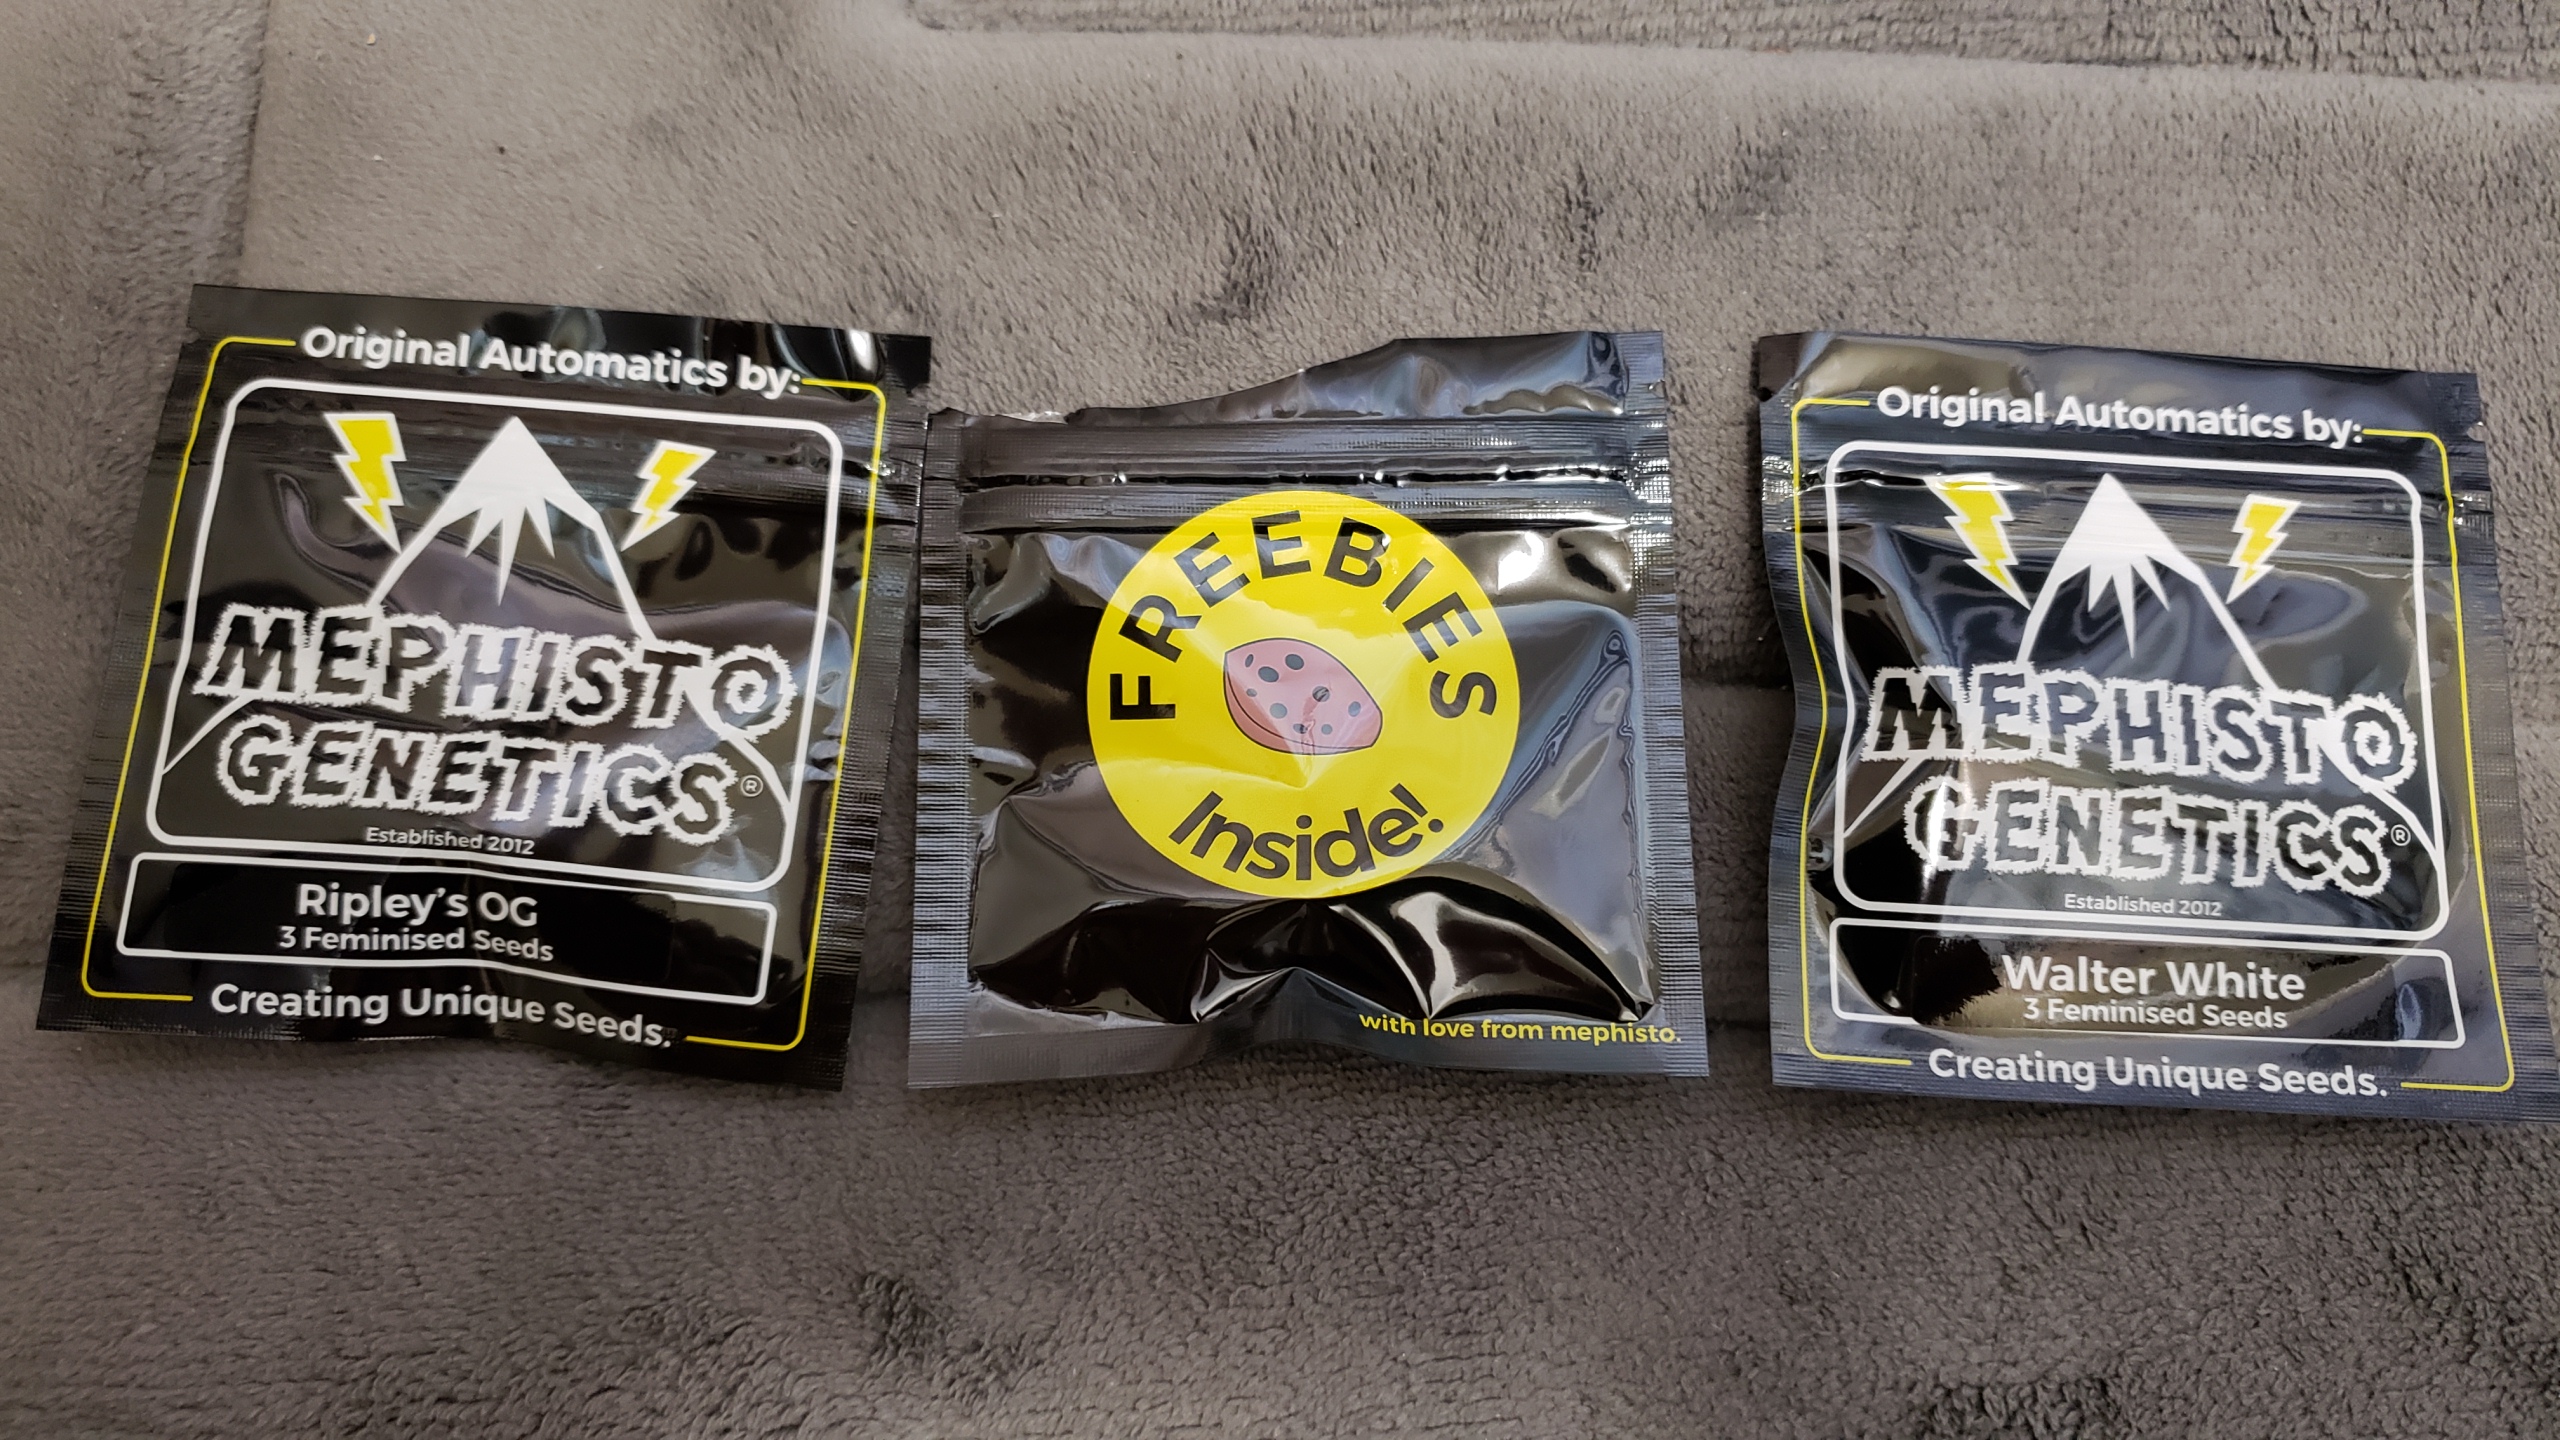 Original Automatics by:
MEPHISTO
GENETICS®
Established 2012
Ripley's OG
3 Feminised Seeds
Creating Unique Seeds.
FREEBIES
Inside!
with love from mephisto.
Original Automatics by:
MEPHISTO
GENETICS®
Established 2012
Walter White
3 Feminised Seeds
Creating Unique Seeds.